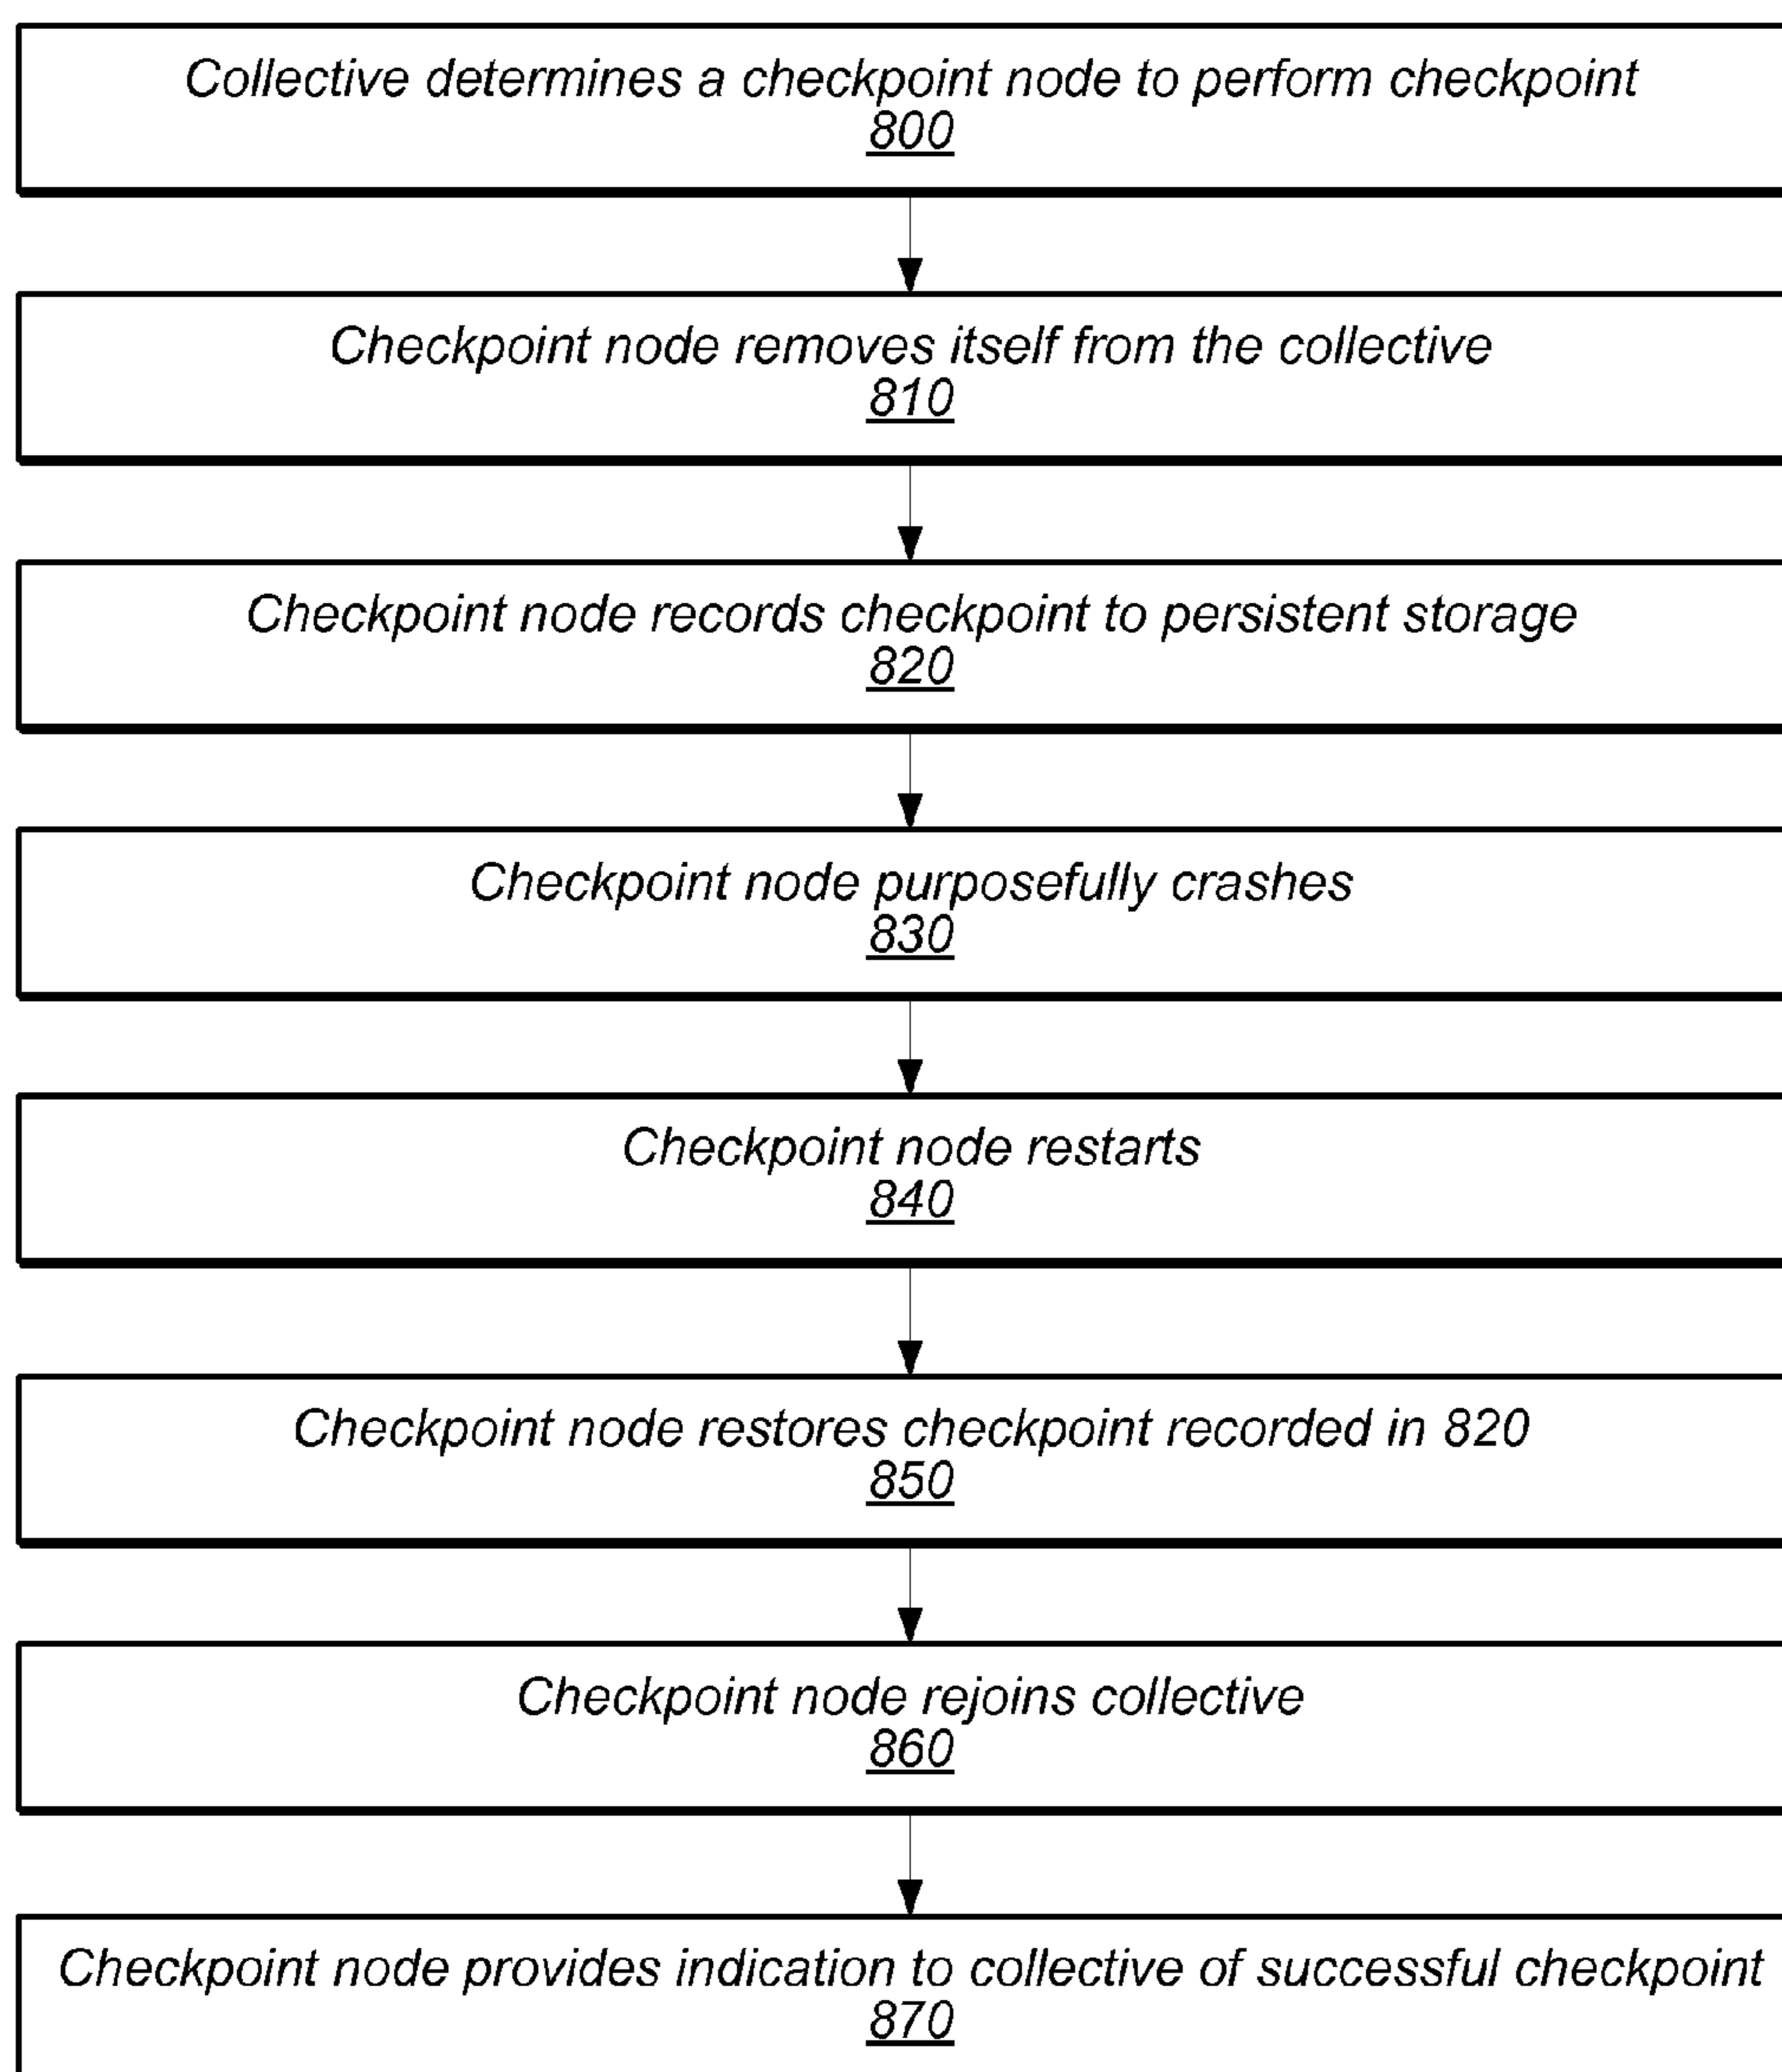 Collective determines a checkpoint node to perform checkpoint
800
Checkpoint node removes itself from the collective
810
Checkpoint node records checkpoint to persistent storage
820
Checkpoint node purposefully crashes
830
Checkpoint node restarts
840
Checkpoint node restores checkpoint recorded in 820
850
Checkpoint node rejoins collective
860
Checkpoint node provides indication to collective of successful checkpoint
870